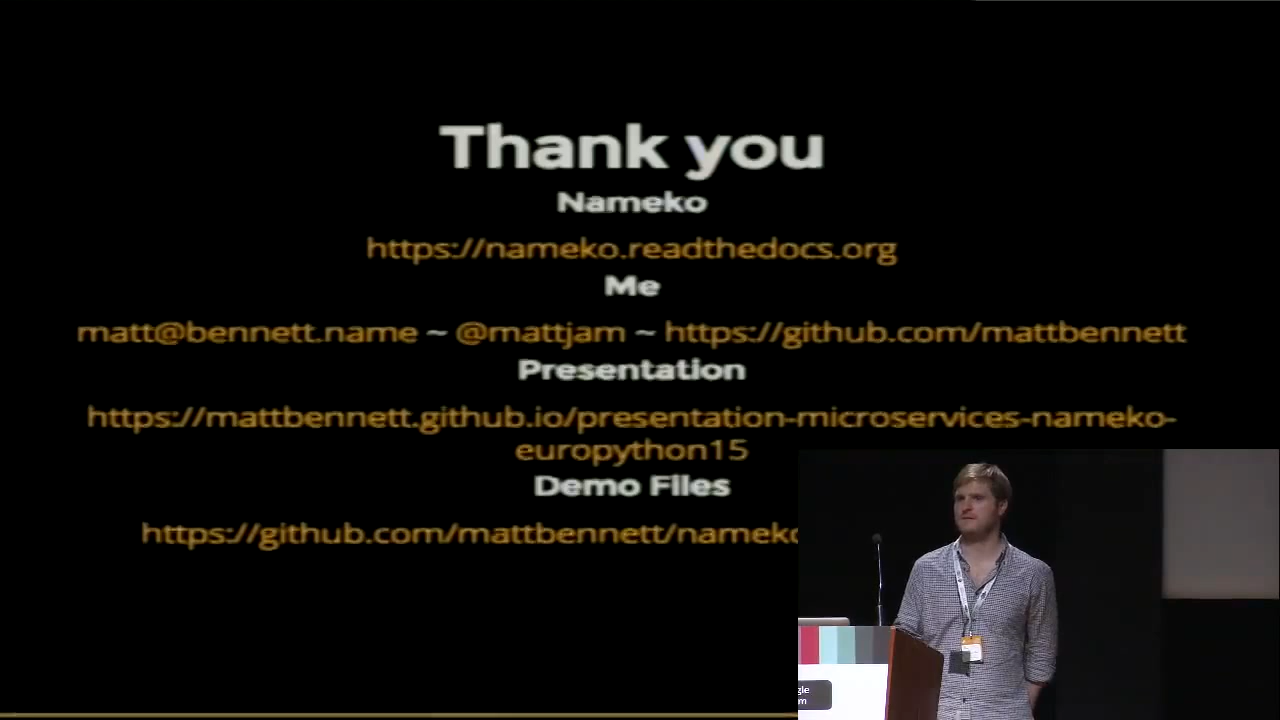 Thank you
Nameko
https://nameko.readthedocs.org
Me
matt@bennett.name ~ @mattjam ~ https://github.com/mattbennett
Presentation
https://mattbennett.github.io/presentation-microservices-nameko-
europython15
Demo Files
https://github.com/mattbennett/nameko
gle
m